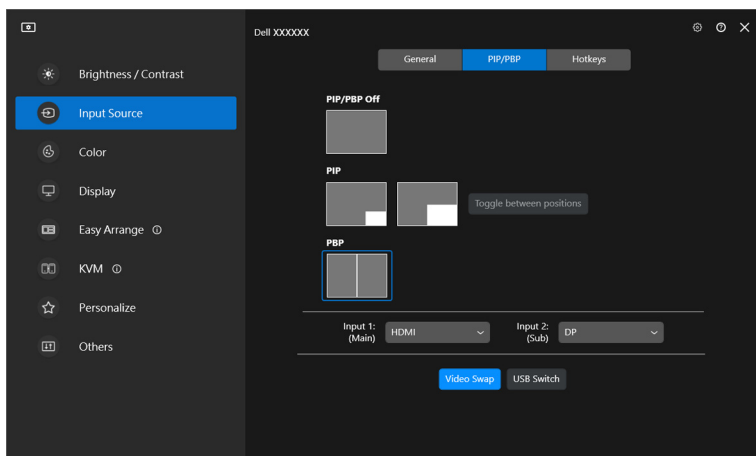 Dell XXXXXX
General PIP/PBP Hotkeys
Brightness / Contrast
Input Source
Color
Display
Easy Arrange
KVM
Personalize
Others
PIP/PBP Off
PIP
Toggle between positions
PBP
Input 1:
(Main)
HDMI
Input 2:
(Sub)
DP
Video Swap USB Switch